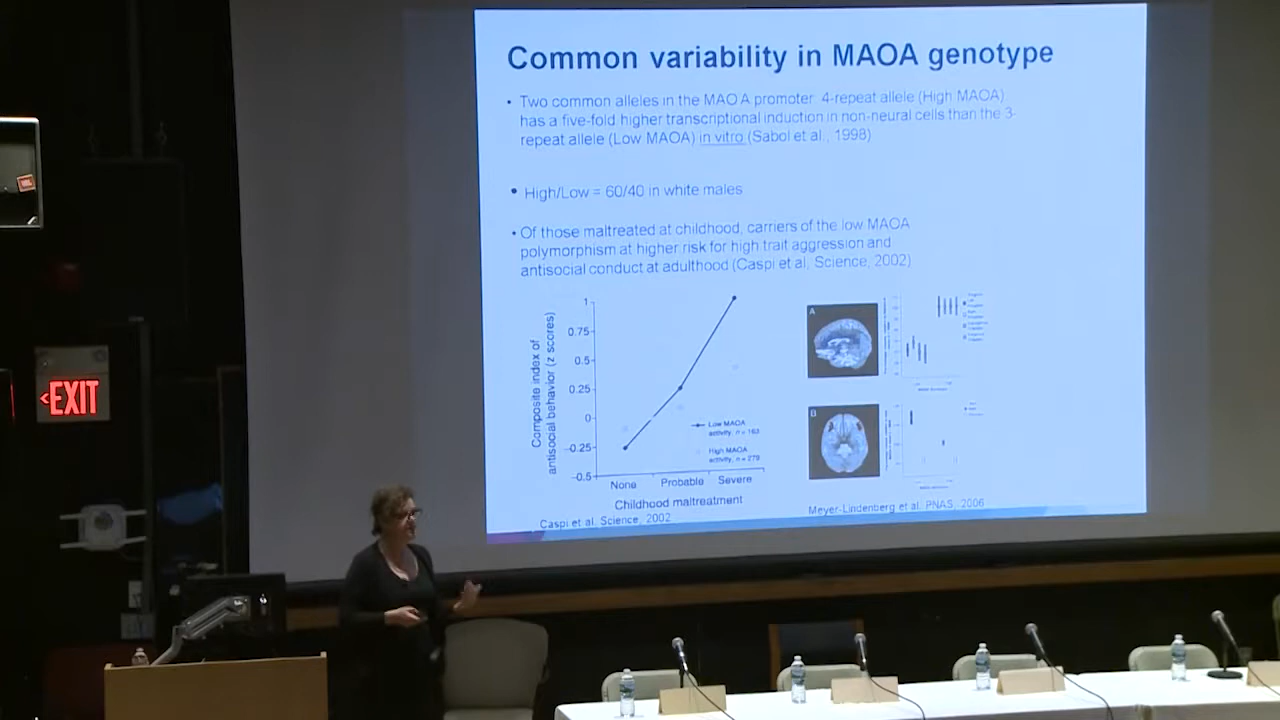 Common variability in MAOA genotype
• Two common alleles in the MAOA promoter: 4-repeat allele (High MAOA)
has a five-fold higher transcriptional induction in non-neural cells than the 3-
repeat allele (Low MAOA) in vitro (Sabol et al., 1998)
• High/Low = 60/40 in white males
• Of those maltreated at childhood, carriers of the low MAOA
polymorphism at higher risk for high trait aggression and
antisocial conduct at adulthood (Caspi et al, Science, 2002)
Composite index of
antisocial behavior (z scores)
1
0.75
0.5
0.25
0
-0.25
-0.5
None Probable Severe
Childhood maltreatment
Low MAOA
activity, n = 163
High MAOA
activity, n = 279
Caspi et al. Science, 2002
A
B
Meyer-Lindenberg et al. PNAS, 2006
<EXIT